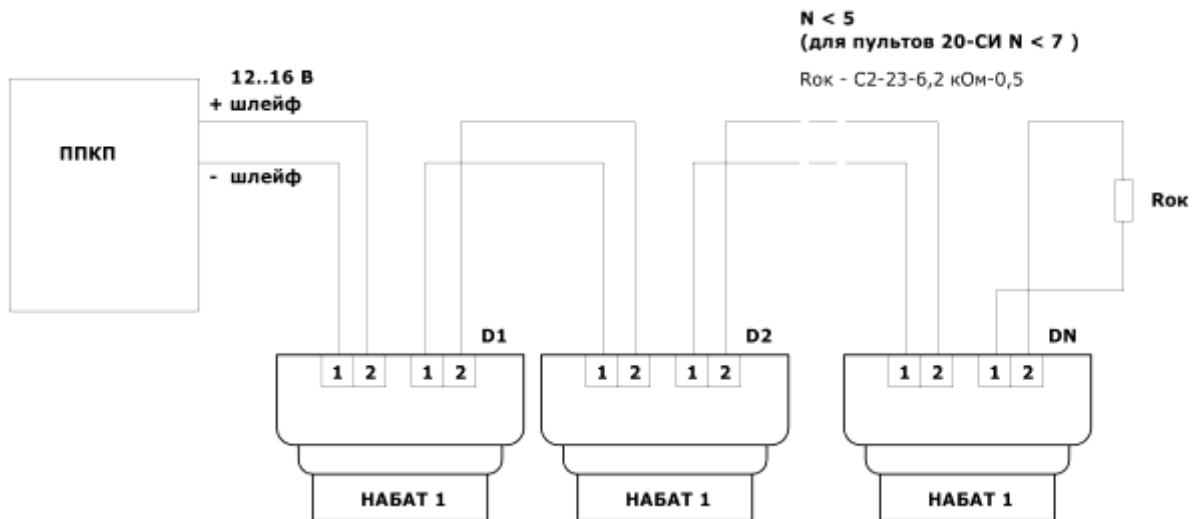 N < 5
(для пультов 20-СИ N < 7 )
Rок - С2-23-6,2 кОм-0,5
12..16 В
+ шлейф
ППКП
- шлейф
Rок
D1
D2
DN
1 2 1 2
1 2 1 2
1 2 1 2
НАБАТ 1
НАБАТ 1
НАБАТ 1